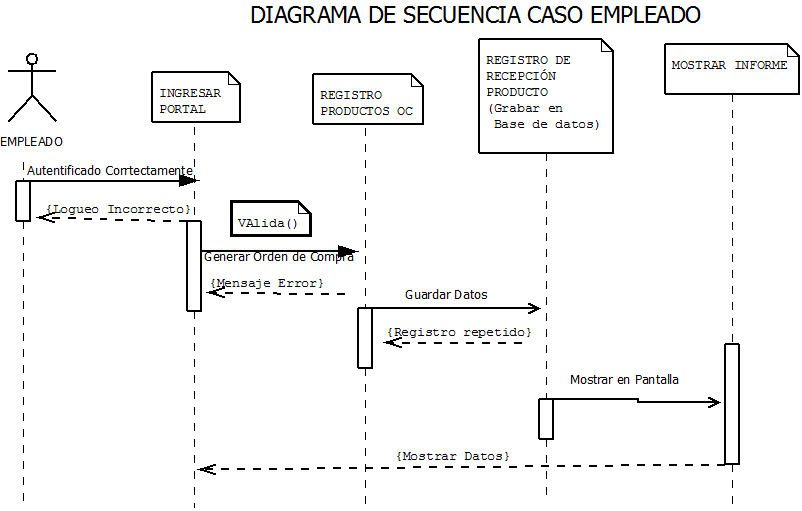 DIAGRAMA DE SECUENCIA CASO EMPLEADO
EMPLEADO
INGRESAR
PORTAL
REGISTRO
PRODUCTOS OC
REGISTRO DE
RECEPCIÓN
PRODUCTO
(Grabar en
Base de datos)
MOSTRAR INFORME
Autentificado Corrtectamente
{Logueo Incorrecto}
VAlida()
Generar Orden de Compra
{Mensaje Error}
Guardar Datos
{Registro repetido}
Mostrar en Pantalla
{Mostrar Datos}